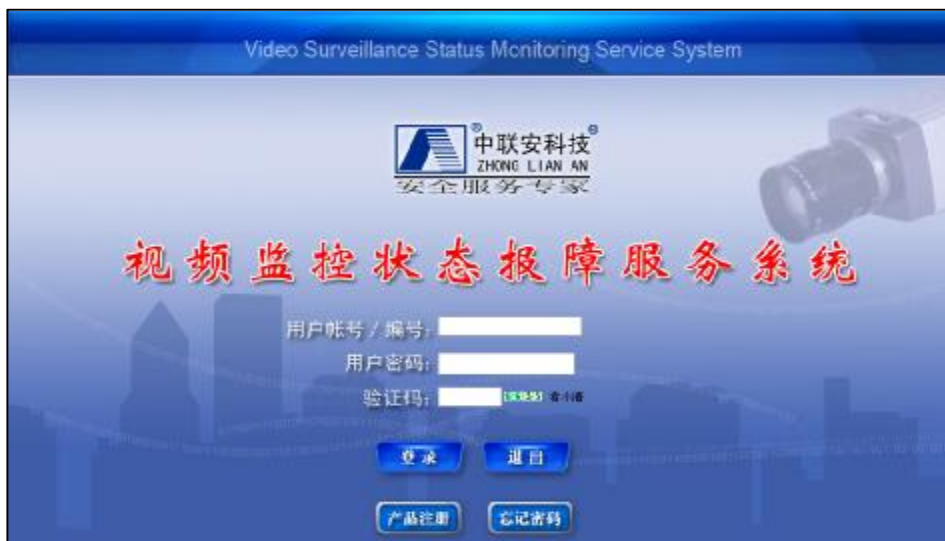 Video Surveillance Status Monitoring Service System
®中联安科技®
ZHONG LIAN AN
安全服务专家
视频监控状态报障服务系统
用户帐号 / 编号:
用户密码:
验证码:
登录 退出
产品注册 忘记密码